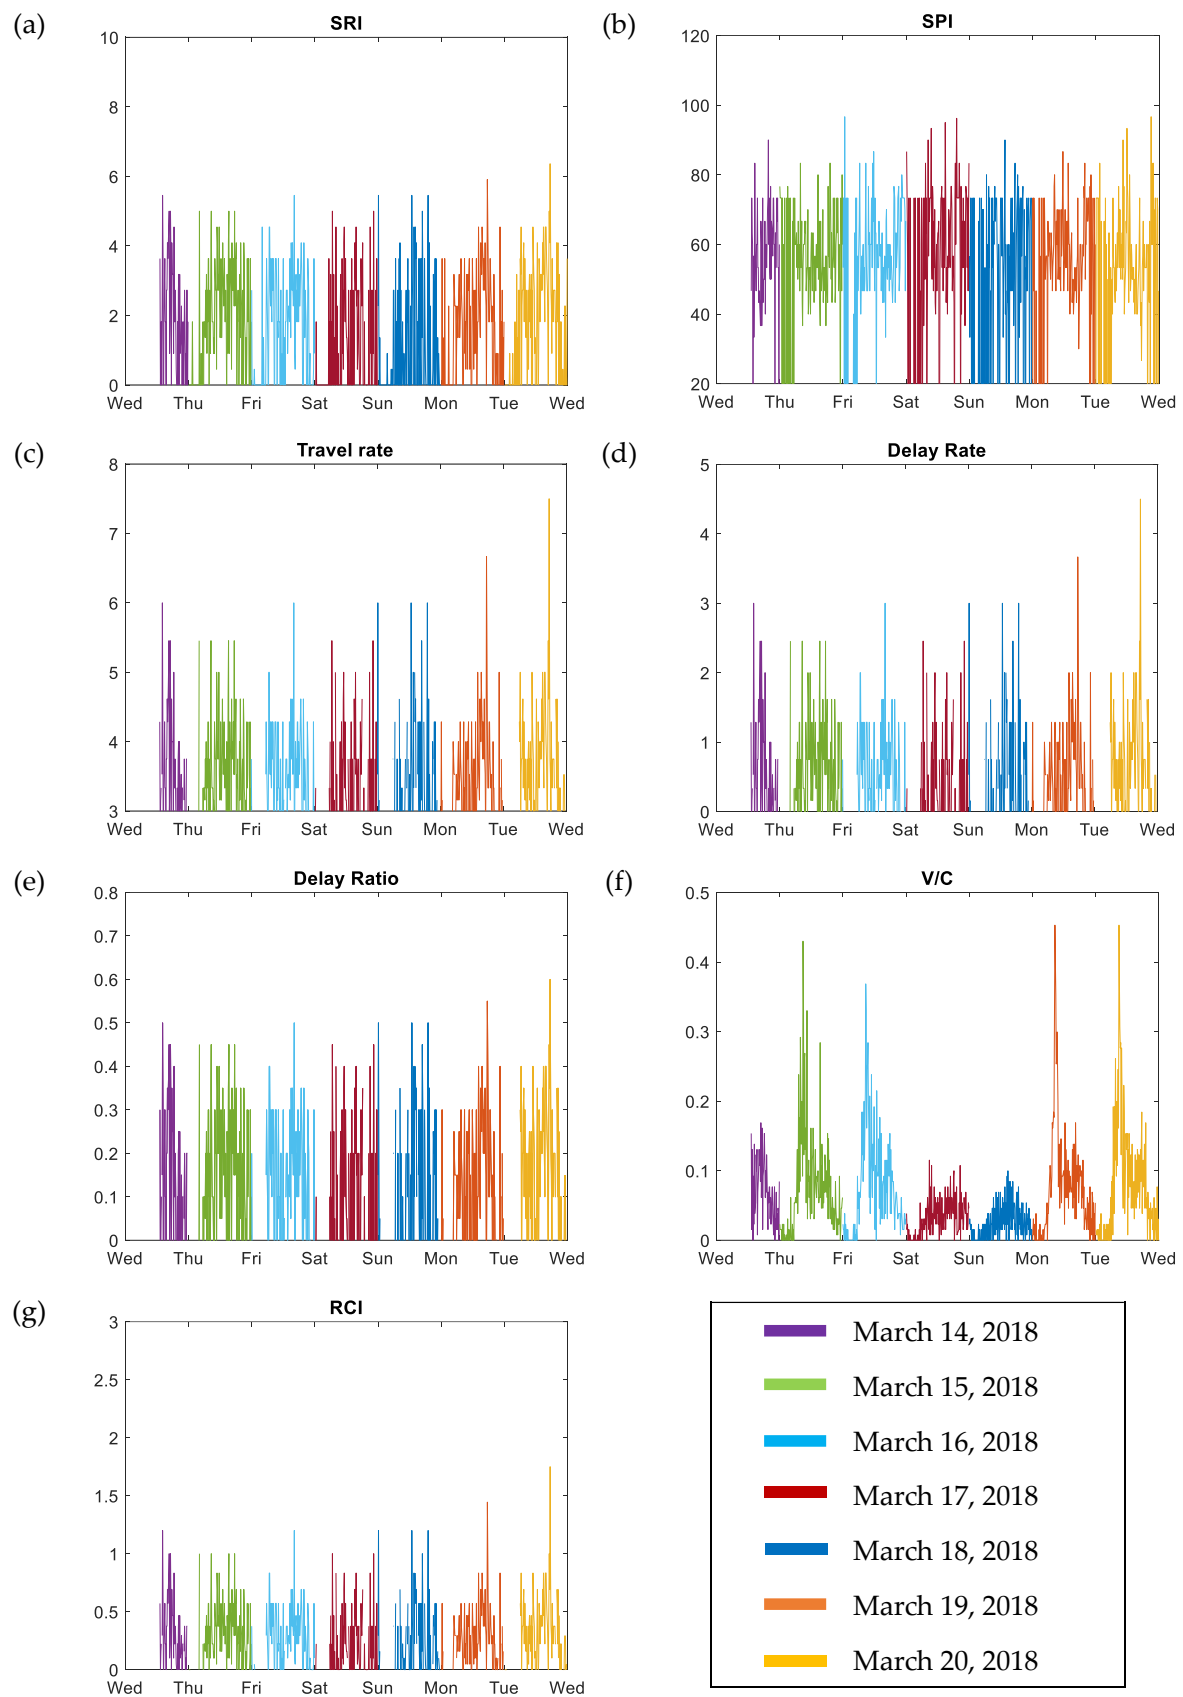 (a)
SRI
10
8
6
4
2
0
Wed Thu Fri Sat Sun Mon Tue Wed
(b)
SPI
120
100
80
60
40
20
Wed Thu Fri Sat Sun Mon Tue Wed
(c)
Travel rate
8
7
6
5
4
3
Wed Thu Fri Sat Sun Mon Tue Wed
(d)
Delay Rate
5
4
3
2
1
0
Wed Thu Fri Sat Sun Mon Tue Wed
(e)
Delay Ratio
0.8
0.7
0.6
0.5
0.4
0.3
0.2
0.1
0
Wed Thu Fri Sat Sun Mon Tue Wed
(f)
V/C
0.5
0.4
0.3
0.2
0.1
0
Wed Thu Fri Sat Sun Mon Tue Wed
(g)
RCI
3
2.5
2
1.5
1
0.5
0
Wed Thu Fri Sat Sun Mon Tue Wed
March 14, 2018
March 15, 2018
March 16, 2018
March 17, 2018
March 18, 2018
March 19, 2018
March 20, 2018